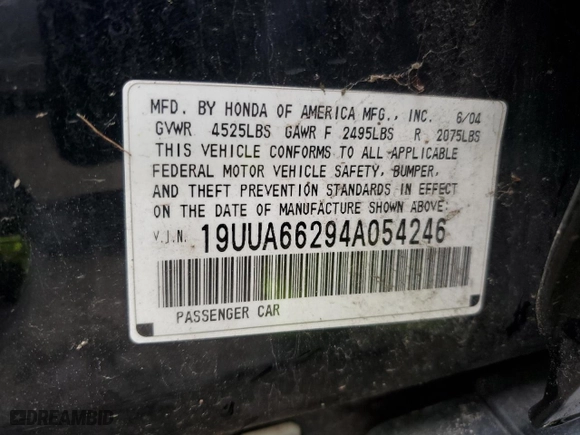 MFD. BY HONDA OF AMERICA MFG., INC. 6/04
GVWR 4525LBS GAWR F 2495LBS R 2075LBS
THIS VEHICLE CONFORMS TO ALL APPLICABLE
FEDERAL MOTOR VEHICLE SAFETY, BUMPER,
AND THEFT PREVENTION STANDARDS IN EFFECT
ON THE DATE OF MANUFACTURE SHOWN ABOVE.
V.I.N. 19UUA66294A054246
PASSENGER CAR
DREAMBID